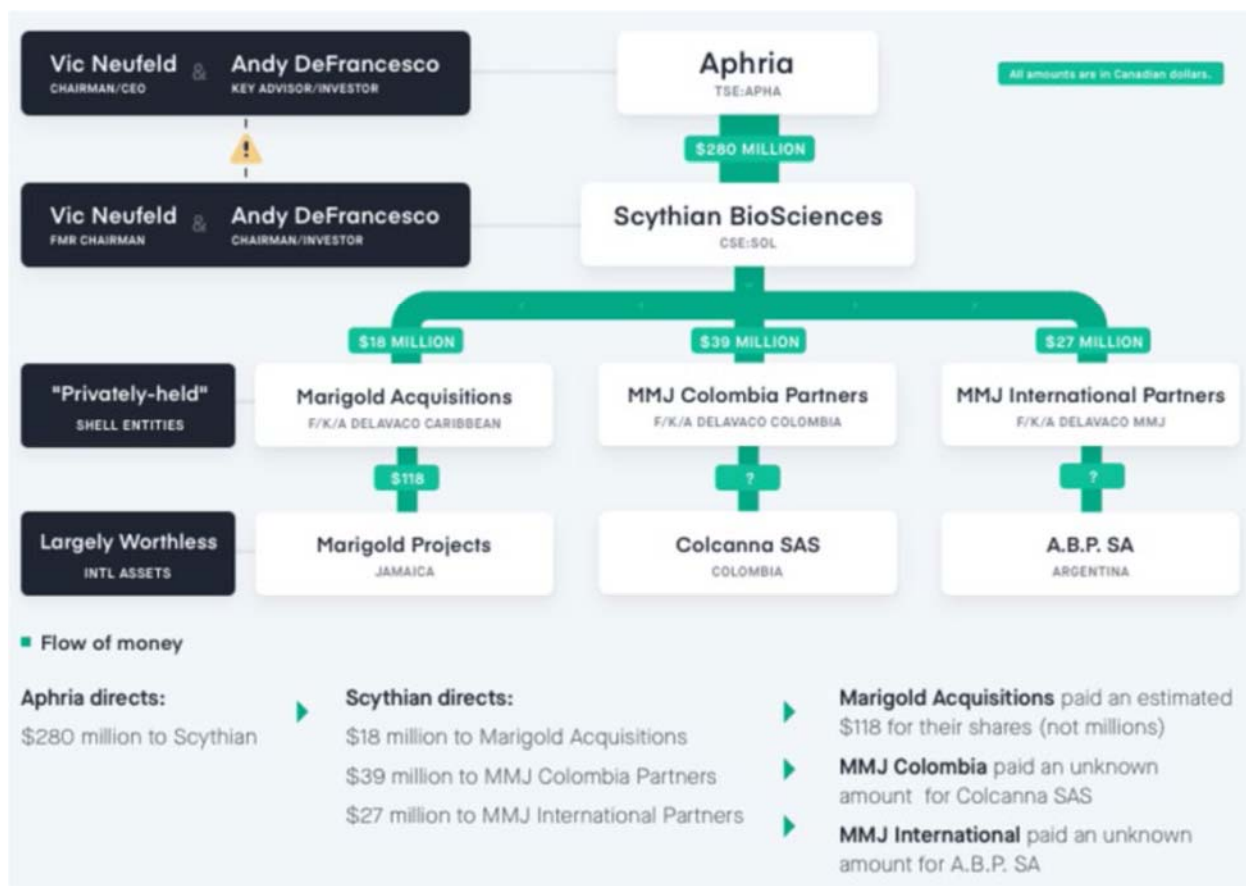 Vic Neufeld & Andy DeFrancesco
CHAIRMAN/CEO KEY ADVISOR/INVESTOR
Aphria
TSE:APHA
All amounts are in Canadian dollars.
$280 MILLION
Vic Neufeld & Andy DeFrancesco
FMR CHAIRMAN CHAIRMAN/INVESTOR
Scythian BioSciences
CSE:SOL
$18 MILLION $39 MILLION $27 MILLION
"Privately-held"
SHELL ENTITIES
Marigold Acquisitions
F/K/A DELAVACO CARIBBEAN
MMJ Colombia Partners
F/K/A DELAVACO COLOMBIA
MMJ International Partners
F/K/A DELAVACO MMJ
$118 ? ?
Largely Worthless
INTL ASSETS
Marigold Projects
JAMAICA
Colcanna SAS
COLOMBIA
A.B.P. SA
ARGENTINA
Flow of money
Aphria directs:
$280 million to Scythian
Scythian directs:
$18 million to Marigold Acquisitions
$39 million to MMJ Colombia Partners
$27 million to MMJ International Partners
Marigold Acquisitions paid an estimated
$118 for their shares (not millions)
MMJ Colombia paid an unknown
amount for Colcanna SAS
MMJ International paid an unknown
amount for A.B.P. SA